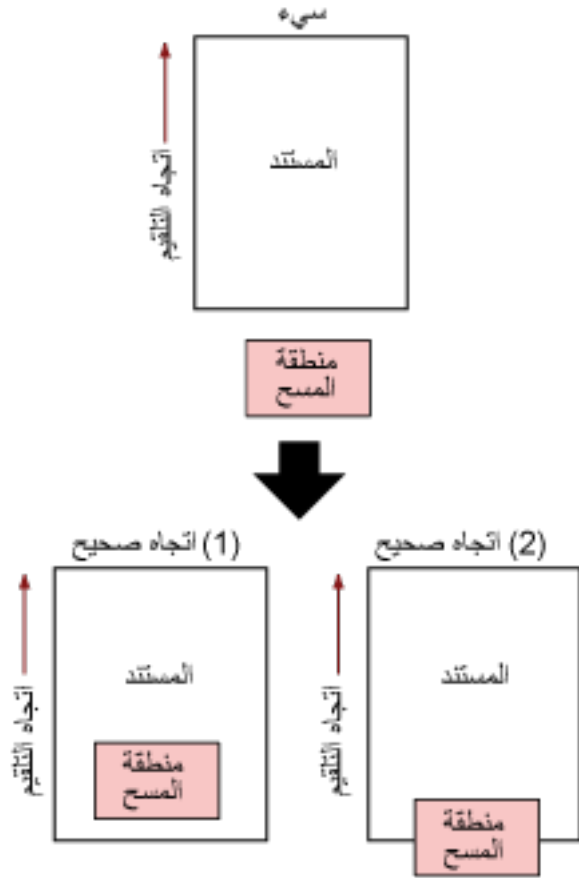 سيء
اتجاه التلقيم
المستند
منطقة
المسح
(1) اتجاه صحيح
(2) اتجاه صحيح
اتجاه التلقيم
المستند
منطقة
المسح
اتجاه التلقيم
المستند
منطقة
المسح